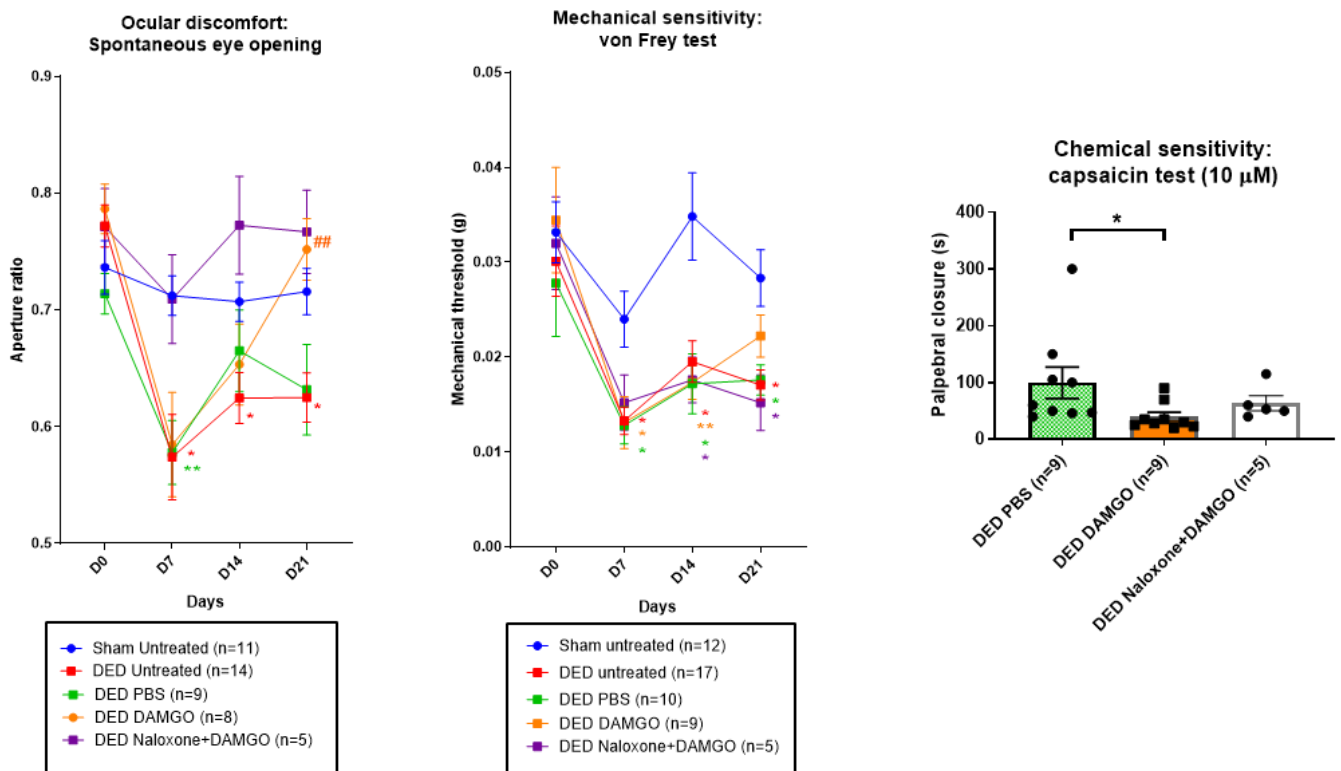 Ocular discomfort:
Spontaneous eye opening
0.9
0.8
0.7
0.6
0.5
Aperture ratio
##
*
**
*
*
D0
D7
D14
D21
Days
Sham Untreated (n=11)
DED Untreated (n=14)
DED PBS (n=9)
DED DAMGO (n=8)
DED Naloxone+DAMGO (n=5)
Mechanical sensitivity:
von Frey test
0.05
0.04
0.03
0.02
0.01
0.00
Mechanical threshold (g)
*
*
*
*
**
*
*
*
*
*
D0
D7
D14
D21
Days
Sham untreated (n=12)
DED untreated (n=17)
DED PBS (n=10)
DED DAMGO (n=9)
DED Naloxone+DAMGO (n=5)
Chemical sensitivity:
capsaicin test (10 μM)
400
300
200
100
0
Palpebral closure (s)
*
DED PBS (n=9)
DED DAMGO (n=9)
DED Naloxone+DAMGO (n=5)